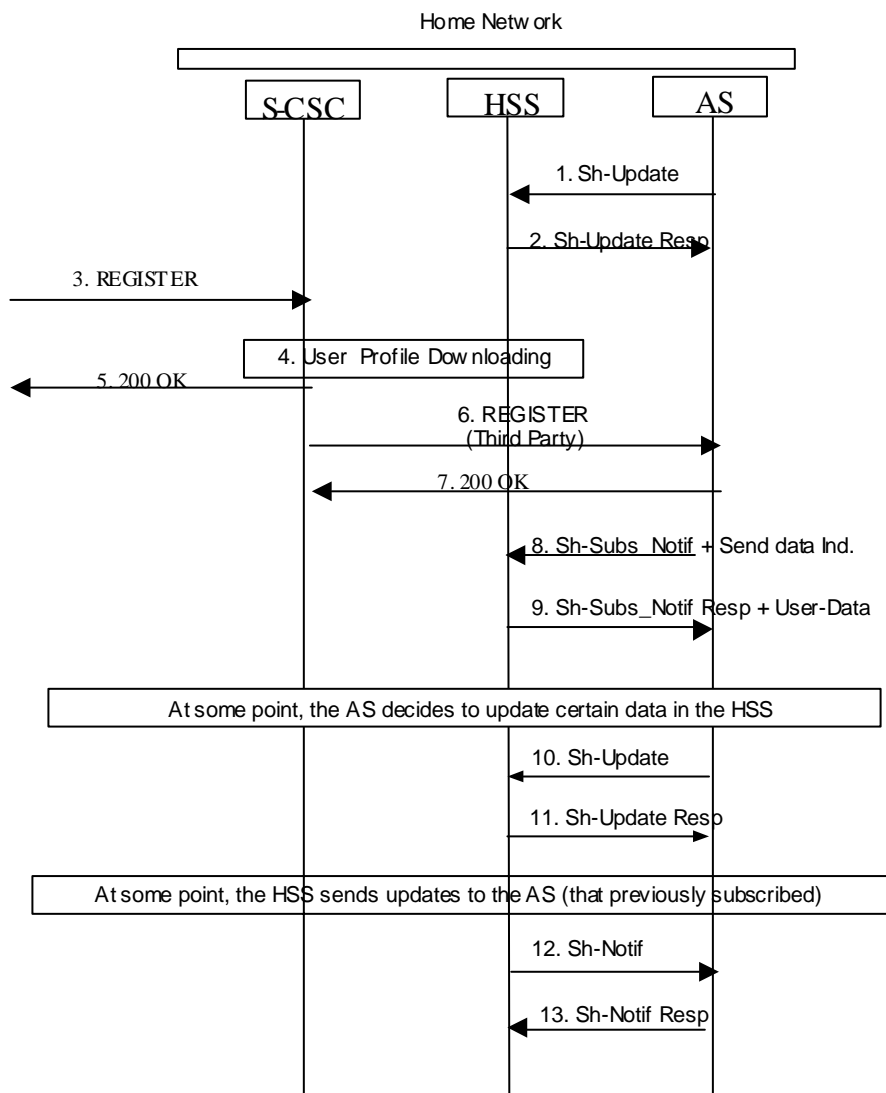 Home Network
S-CSC
HSS
AS
1. Sh-Update
2. Sh-Update Resp
3. REGISTER
4. User Profile Downloading
5. 200 OK
6. REGISTER
(Third Party)
7. 200 OK
8. Sh-Subs_Notif + Send data Ind.
9. Sh-Subs_Notif Resp + User-Data
At some point, the AS decides to update certain data in the HSS
10. Sh-Update
11. Sh-Update Resp
At some point, the HSS sends updates to the AS (that previously subscribed)
12. Sh-Notif
13. Sh-Notif Resp